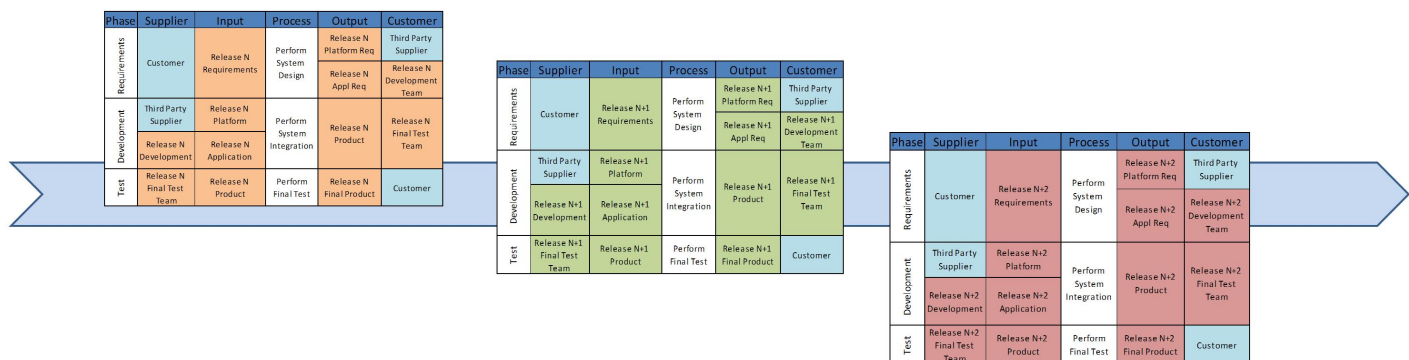 Phase Supplier Input Process Output Customer
Requirements
Customer
Release N
Requirements
Perform
System
Design
Release N
Platform Req
Third Party
Supplier
Release N
Appl Req
Release N
Development
Team
Development
Third Party
Supplier
Release N
Platform
Perform
System
Integration
Release N
Product
Release N
Final Test
Team
Release N
Development
Release N
Application
Test
Release N
Final Test
Team
Release N
Product
Perform
Final Test
Release N
Final Product
Customer
Phase Supplier Input Process Output Customer
Requirements
Customer
Release N+1
Requirements
Perform
System
Design
Release N+1
Platform Req
Third Party
Supplier
Release N+1
Appl Req
Release N+1
Development
Team
Development
Third Party
Supplier
Release N+1
Platform
Perform
System
Integration
Release N+1
Product
Release N+1
Final Test
Team
Release N+1
Development
Release N+1
Application
Test
Release N+1
Final Test
Team
Release N+1
Product
Perform
Final Test
Release N+1
Final Product
Customer
Phase Supplier Input Process Output Customer
Requirements
Customer
Release N+2
Requirements
Perform
System
Design
Release N+2
Platform Req
Third Party
Supplier
Release N+2
Appl Req
Release N+2
Development
Team
Development
Third Party
Supplier
Release N+2
Platform
Perform
System
Integration
Release N+2
Product
Release N+2
Final Test
Team
Release N+2
Development
Release N+2
Application
Test
Release N+2
Final Test
Team
Release N+2
Product
Perform
Final Test
Release N+2
Final Product
Customer